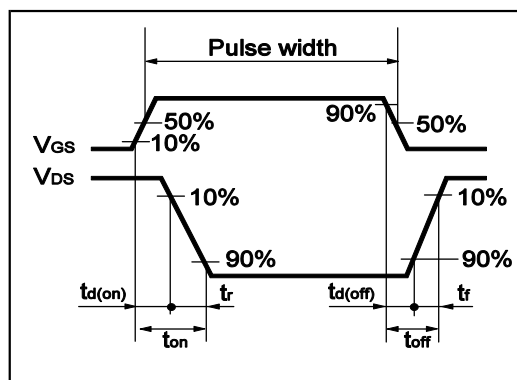 Pulse width
90%
50%
50%
10%
VGS
VDS
10%
10%
90%
90%
td(on)
tr
td(off)
tf
ton
toff